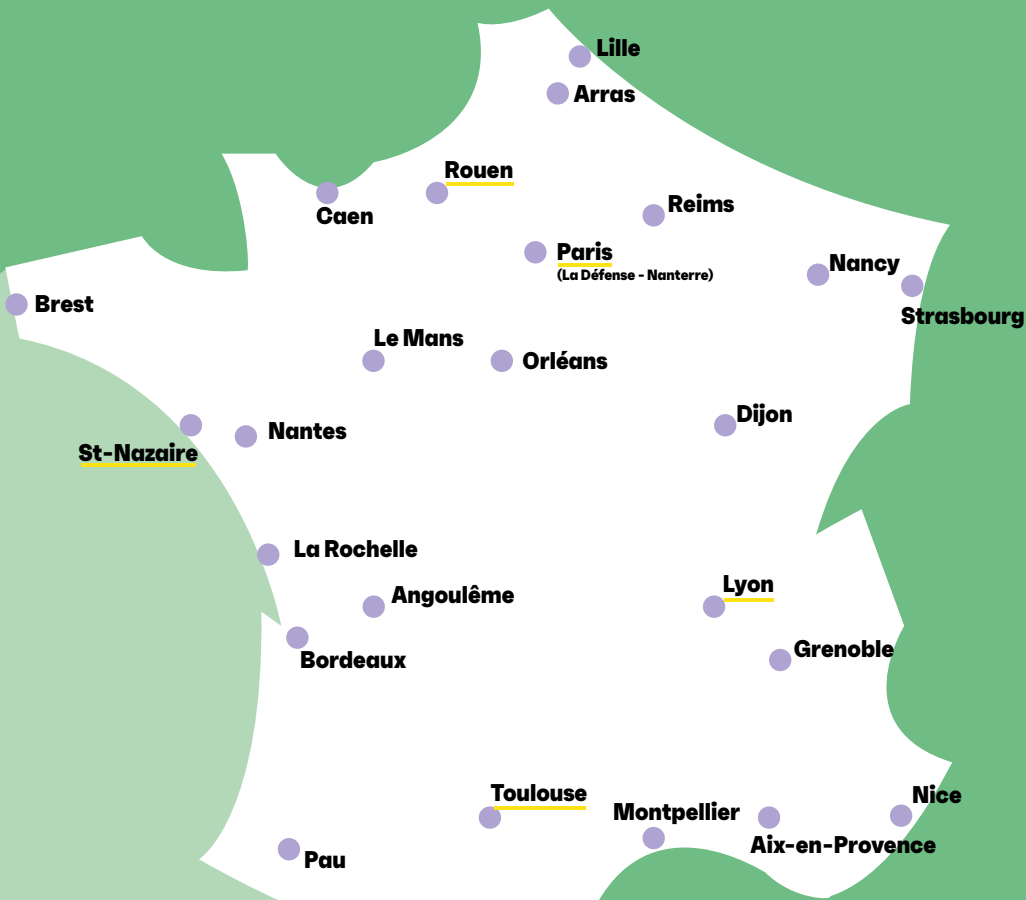 Lille
Arras
Rouen
Reims
Caen
Paris
(La Défense - Nanterre)
Nancy
Brest
Strasbourg
Le Mans
Orléans
Dijon
Nantes
St-Nazaire
La Rochelle
Lyon
Angoulême
Grenoble
Bordeaux
Toulouse
Nice
Montpellier
Aix-en-Provence
Pau